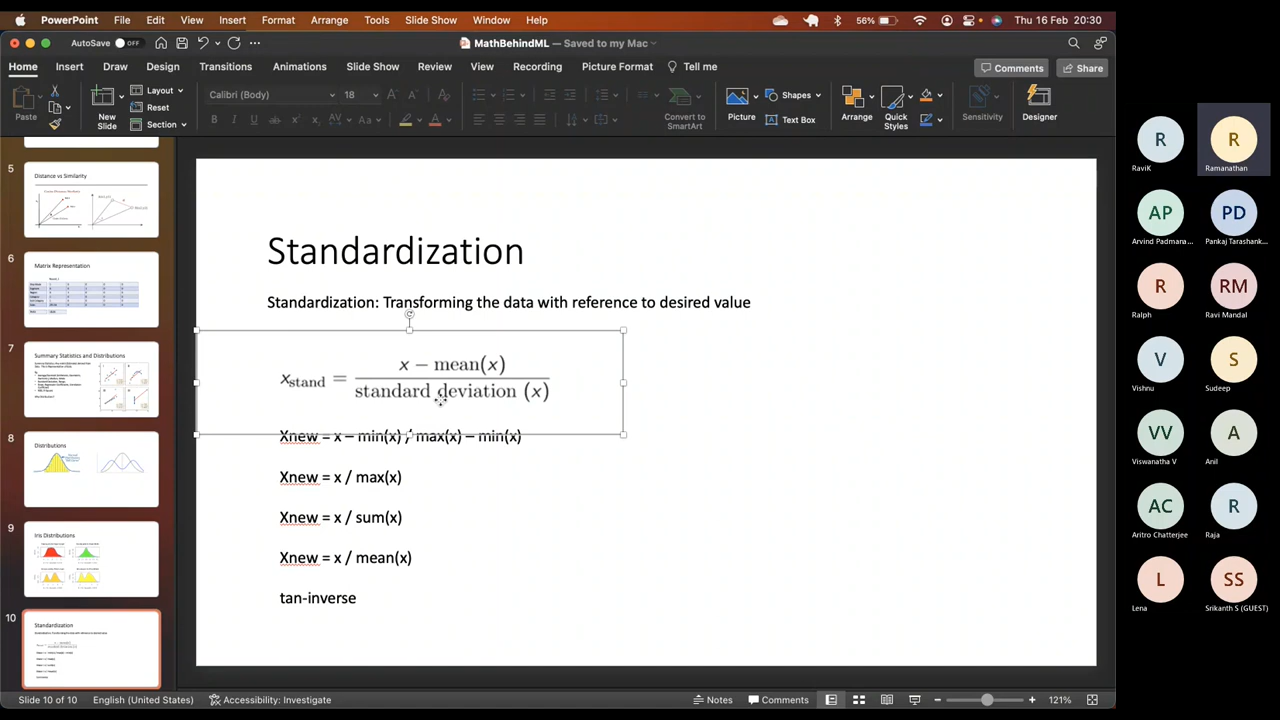 PowerPoint File Edit View Insert Format Arrange Tools Slide Show Window Help 56% Thu 16 Feb 20:30
AutoSave OFF MathBehindML — Saved to my Mac
Home Insert Draw Design Transitions Animations Slide Show Review View Recording Picture Format Tell me Comments Share
Paste New Slide Layout Reset Section Calibri (Body) 18 Convert to SmartArt Picture Shapes Text Box Arrange Quick Styles Sensitivity Designer
5 Distance vs Similarity
6 Matrix Representation
7 Summary Statistics and Distributions
8 Distributions
9 Iris Distributions
10 Standardization
Standardization
Standardization: Transforming the data with reference to desired value
x_stand = x − mean(x) / standard deviation (x)
Xnew = x – min(x) / max(x) – min(x)
Xnew = x / max(x)
Xnew = x / sum(x)
Xnew = x / mean(x)
tan-inverse
Slide 10 of 10 English (United States) Accessibility: Investigate Notes Comments 121%
R R
RaviK Ramanathan
AP PD
Arvind Padmana... Pankaj Tarashank...
R RM
Ralph Ravi Mandal
V S
Vishnu Sudeep
VV A
Viswanatha V Anil
AC R
Aritro Chatterjee Raja
L SS
Lena Srikanth S (GUEST)